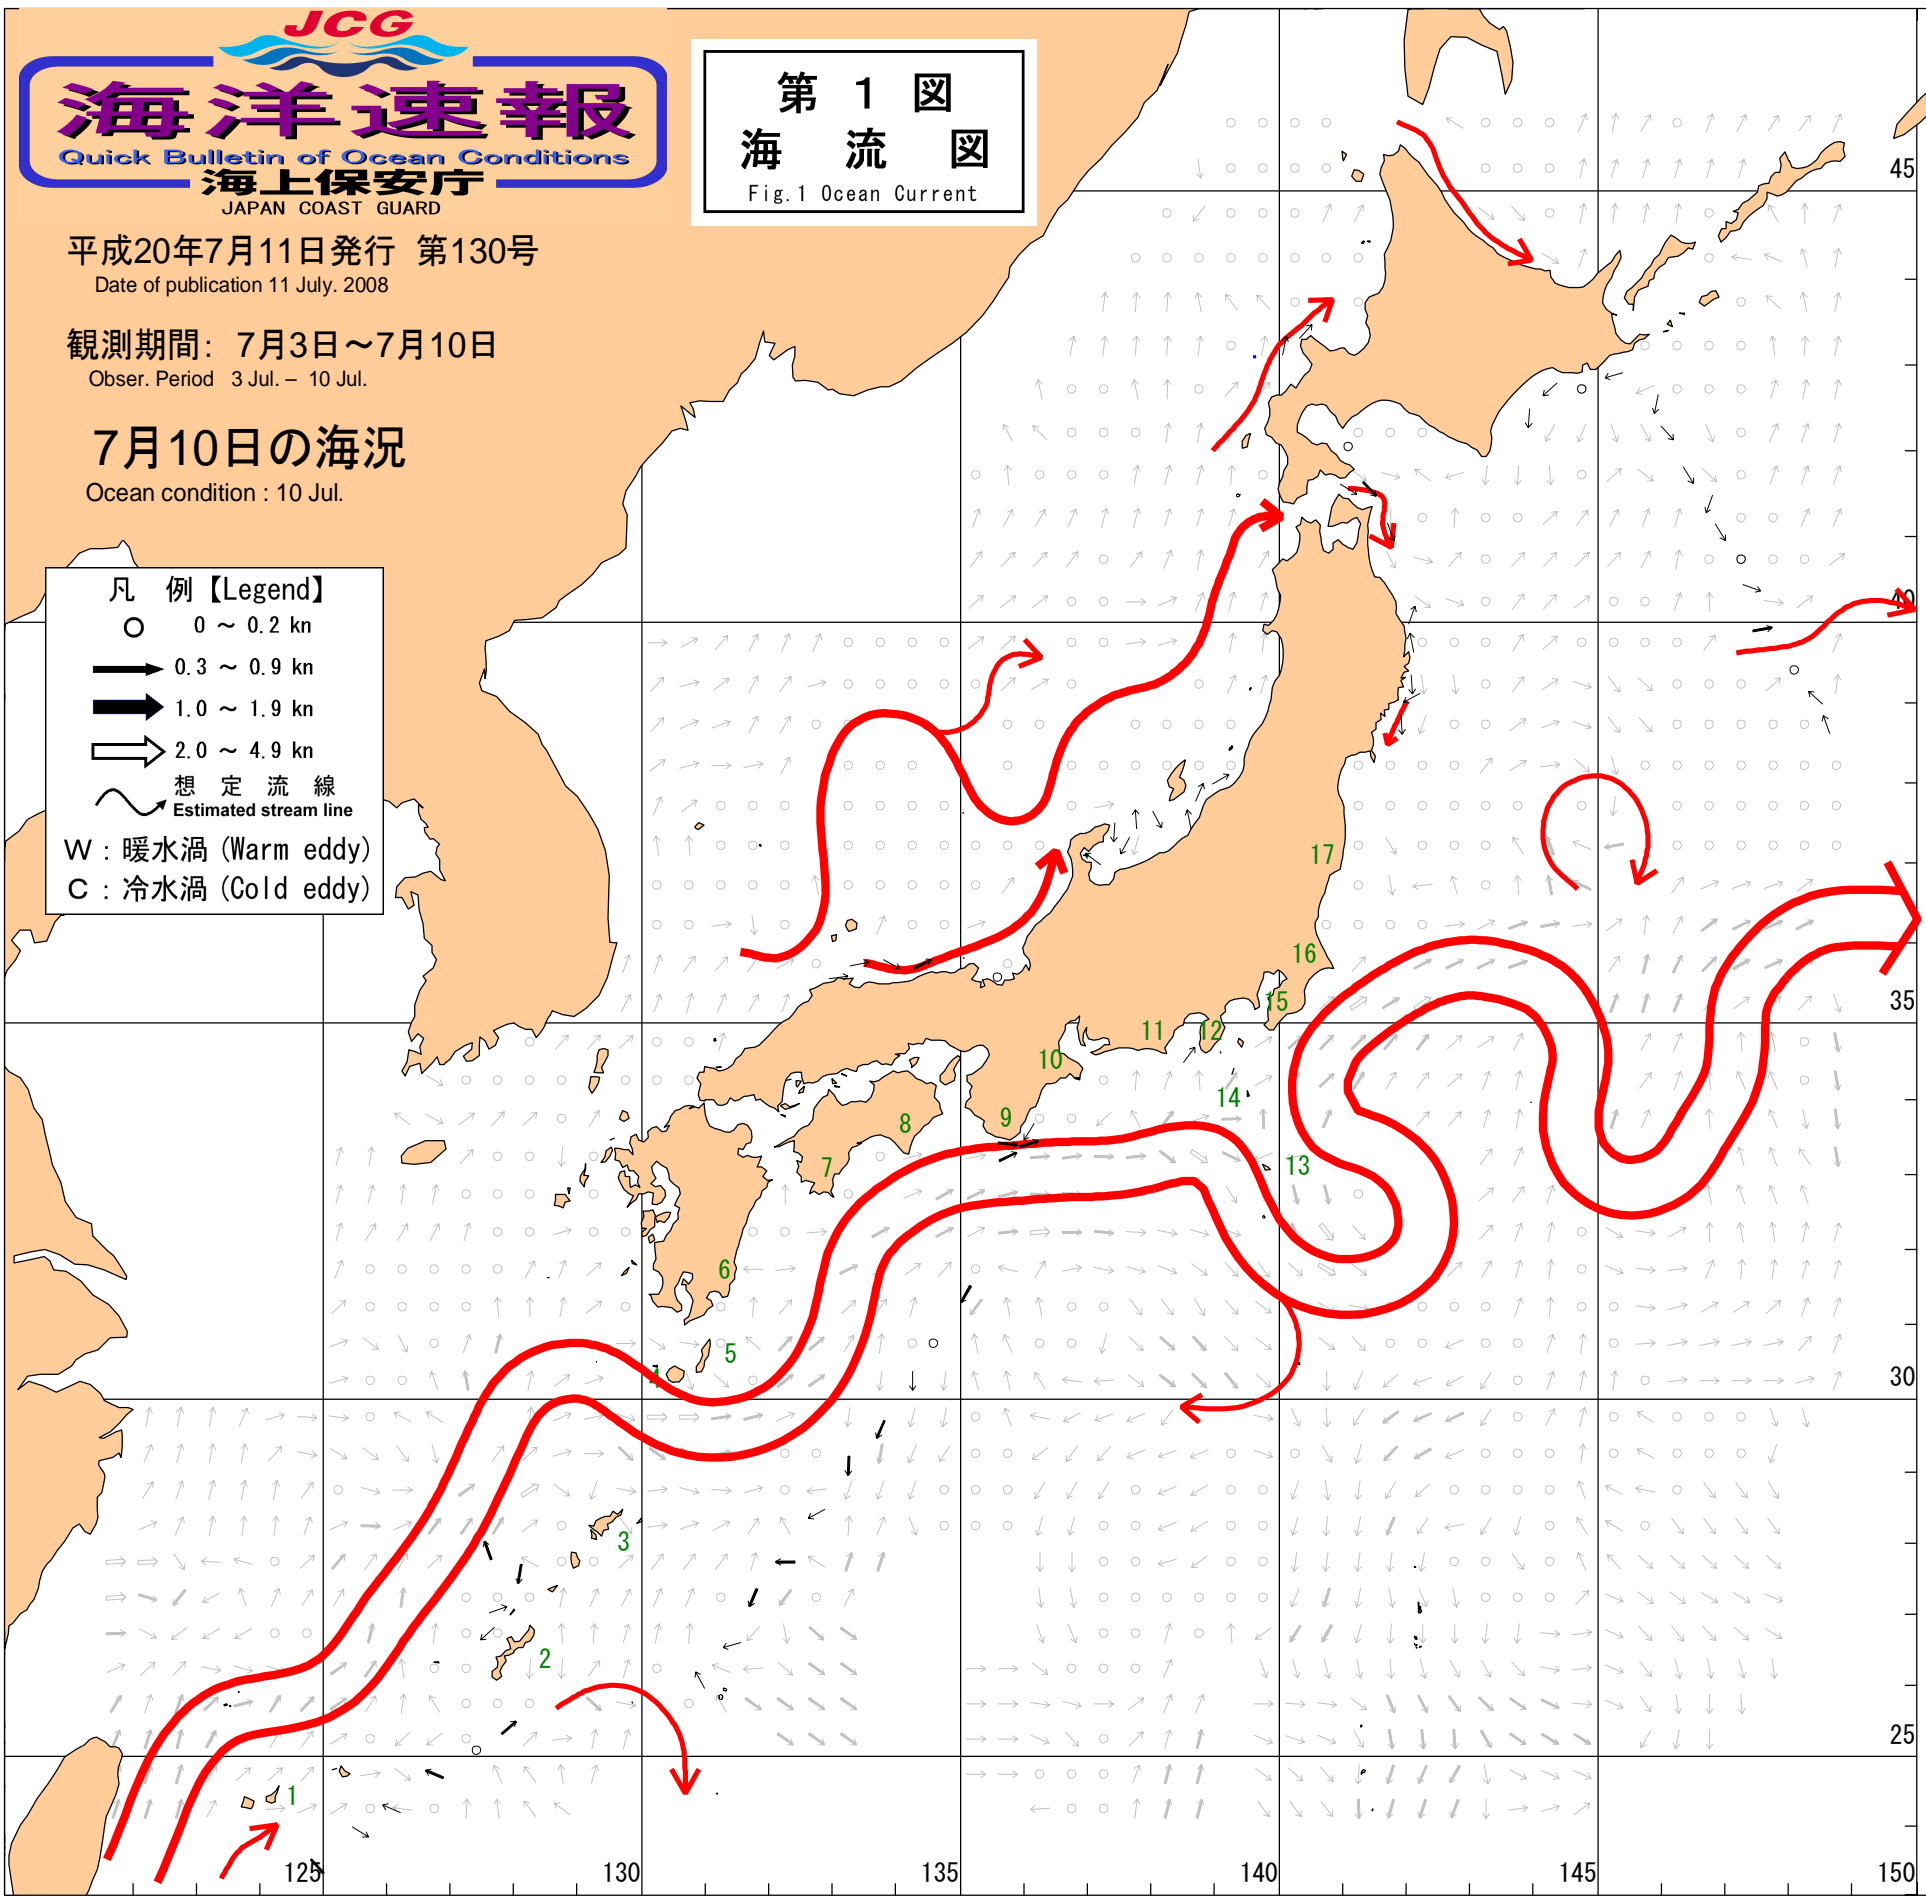 JCG
海洋速報
Quick Bulletin of Ocean Conditions
海上保安庁
JAPAN COAST GUARD
平成20年7月11日発行 第130号
Date of publication 11 July. 2008
観測期間: 7月3日～7月10日
Obser. Period 3 Jul. – 10 Jul.
7月10日の海況
Ocean condition : 10 Jul.
第 1 図
海 流 図
Fig.1 Ocean Current
凡 例【Legend】
0 ～ 0.2 kn
0.3 ～ 0.9 kn
1.0 ～ 1.9 kn
2.0 ～ 4.9 kn
想 定 流 線
Estimated stream line
W : 暖水渦 (Warm eddy)
C : 冷水渦 (Cold eddy)
45
40
17
16
35
15
12
11
10
14
9
8
13
7
6
5
4
30
3
2
25
1
125
130
135
140
145
150